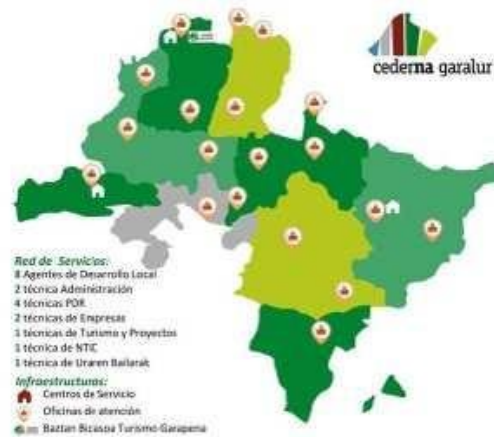 cederna garalur
Red de Servicios:
8 Agentes de Desarrollo Local
2 técnica Administración
4 técnicas PDR
2 técnicas de Empresas
1 técnicas de Turismo y Proyectos
1 técnica de NTIC
1 técnica de Uraren Bailarak
Infraestructuras:
Centros de Servicio
Oficinas de atención
Baztan Bicaspa Turismo Garapena